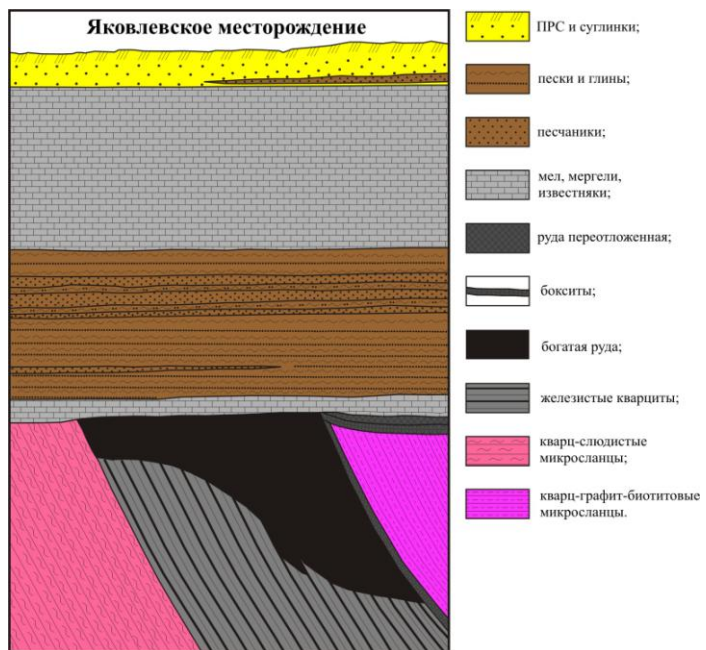 Яковлевское месторождение
ПРС и суглинки;
пески и глины;
песчаники;
мел, мергели,
известняки;
руда переотложенная;
бокситы;
богатая руда;
железистые кварциты;
кварц-слюдистые
микросланцы;
кварц-графит-биотитовые
микросланцы.